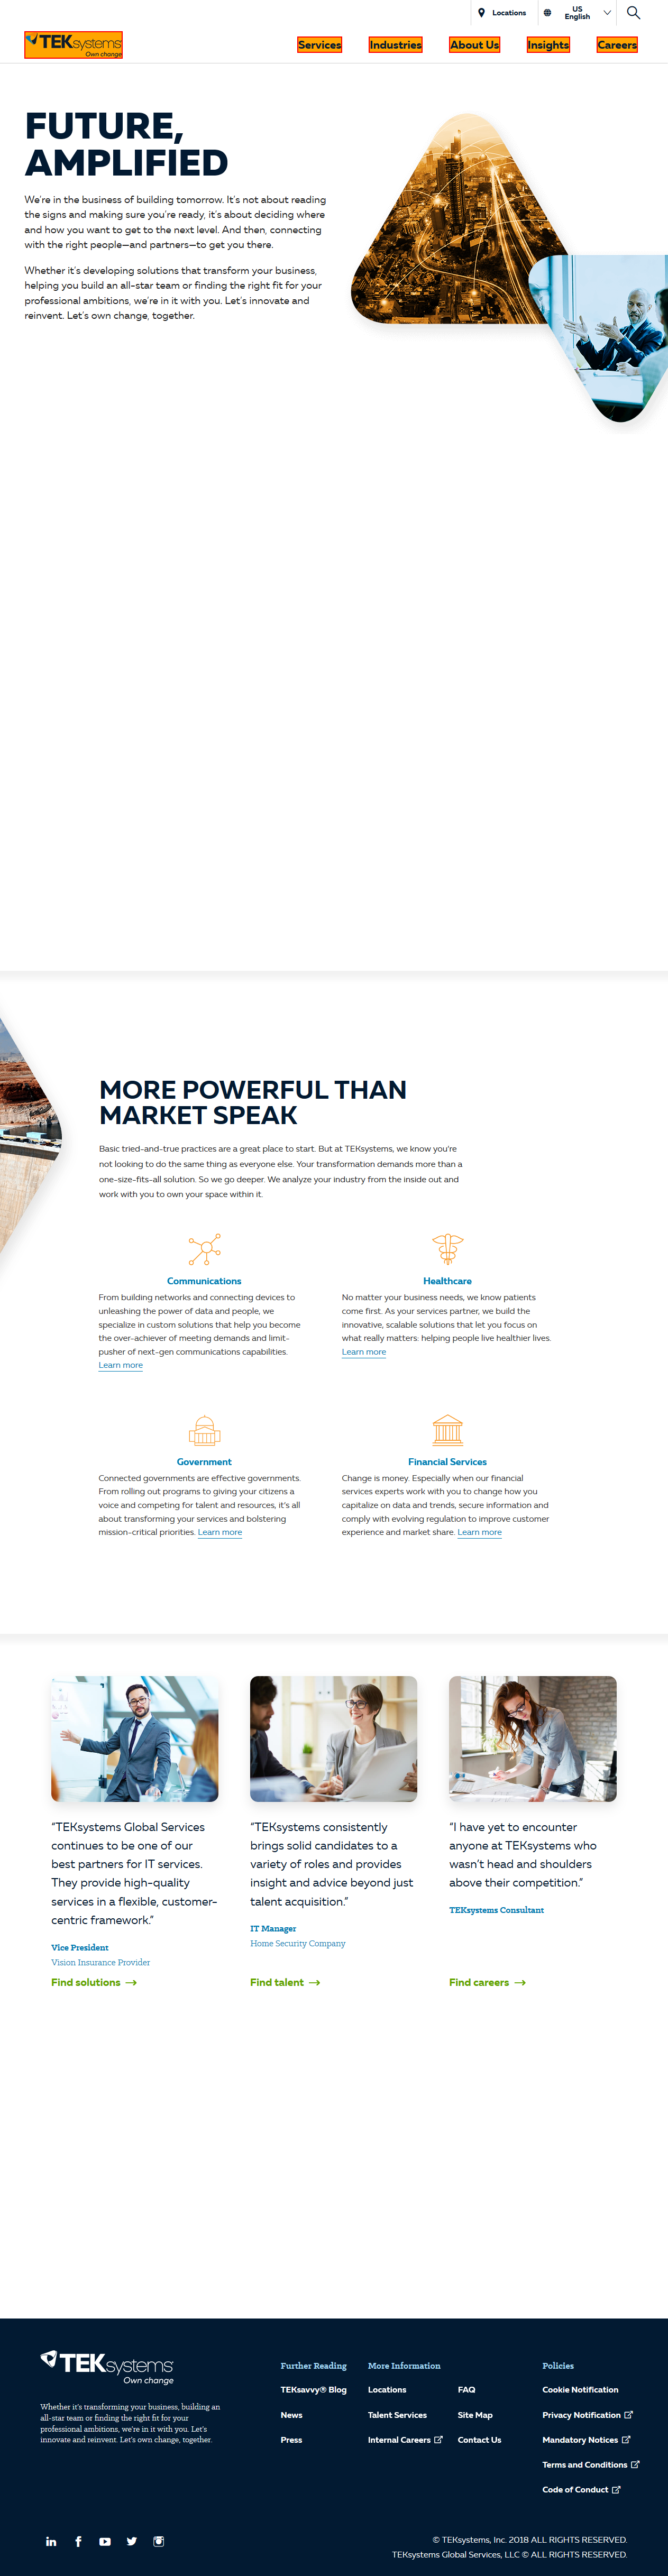 Locations
US
English
TEKsystems
Own change
Services
Industries
About Us
Insights
Careers
FUTURE,
AMPLIFIED
We're in the business of building tomorrow. It's not about reading
the signs and making sure you're ready, it's about deciding where
and how you want to get to the next level. And then, connecting
with the right people—and partners—to get you there.
Whether it's developing solutions that transform your business,
helping you build an all-star team or finding the right fit for your
professional ambitions, we're in it with you. Let's innovate and
reinvent. Let's own change, together.
MORE POWERFUL THAN
MARKET SPEAK
Basic tried-and-true practices are a great place to start. But at TEKsystems, we know you're
not looking to do the same thing as everyone else. Your transformation demands more than a
one-size-fits-all solution. So we go deeper. We analyze your industry from the inside out and
work with you to own your space within it.
Communications
From building networks and connecting devices to
unleashing the power of data and people, we
specialize in custom solutions that help you become
the over-achiever of meeting demands and limit-
pusher of next-gen communications capabilities.
Learn more
Healthcare
No matter your business needs, we know patients
come first. As your services partner, we build the
innovative, scalable solutions that let you focus on
what really matters: helping people live healthier lives.
Learn more
Government
Connected governments are effective governments.
From rolling out programs to giving your citizens a
voice and competing for talent and resources, it's all
about transforming your services and bolstering
mission-critical priorities. Learn more
Financial Services
Change is money. Especially when our financial
services experts work with you to change how you
capitalize on data and trends, secure information and
comply with evolving regulation to improve customer
experience and market share. Learn more
“TEKsystems Global Services
continues to be one of our
best partners for IT services.
They provide high-quality
services in a flexible, customer-
centric framework.”
Vice President
Vision Insurance Provider
Find solutions
“TEKsystems consistently
brings solid candidates to a
variety of roles and provides
insight and advice beyond just
talent acquisition.”
IT Manager
Home Security Company
Find talent
“I have yet to encounter
anyone at TEKsystems who
wasn't head and shoulders
above their competition.”
TEKsystems Consultant
Find careers
TEKsystems
Own change
Whether it's transforming your business, building an
all-star team or finding the right fit for your
professional ambitions, we're in it with you. Let's
innovate and reinvent. Let's own change, together.
Further Reading
TEKsavvy® Blog
News
Press
More Information
Locations
Talent Services
Internal Careers
FAQ
Site Map
Contact Us
Policies
Cookie Notification
Privacy Notification
Mandatory Notices
Terms and Conditions
Code of Conduct
© TEKsystems, Inc. 2018 ALL RIGHTS RESERVED.
TEKsystems Global Services, LLC © ALL RIGHTS RESERVED.